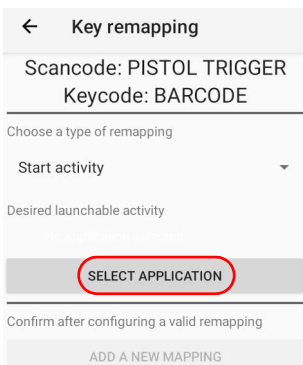 ← Key remapping
Scancode: PISTOL TRIGGER
Keycode: BARCODE
Choose a type of remapping
Start activity
Desired launchable activity
SELECT APPLICATION
Confirm after configuring a valid remapping
ADD A NEW MAPPING